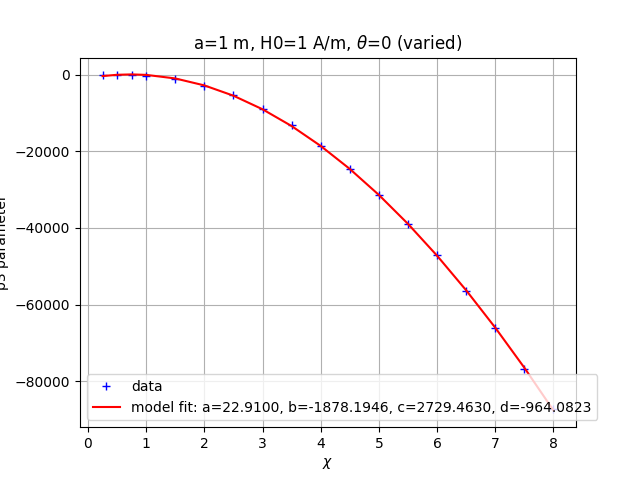 a=1 m, H0=1 A/m, θ=0 (varied)
0
−20000
−40000
−60000
−80000
p3 parameter
data
model fit: a=22.9100, b=-1878.1946, c=2729.4630, d=-964.0823
0 1 2 3 4 5 6 7 8
χ